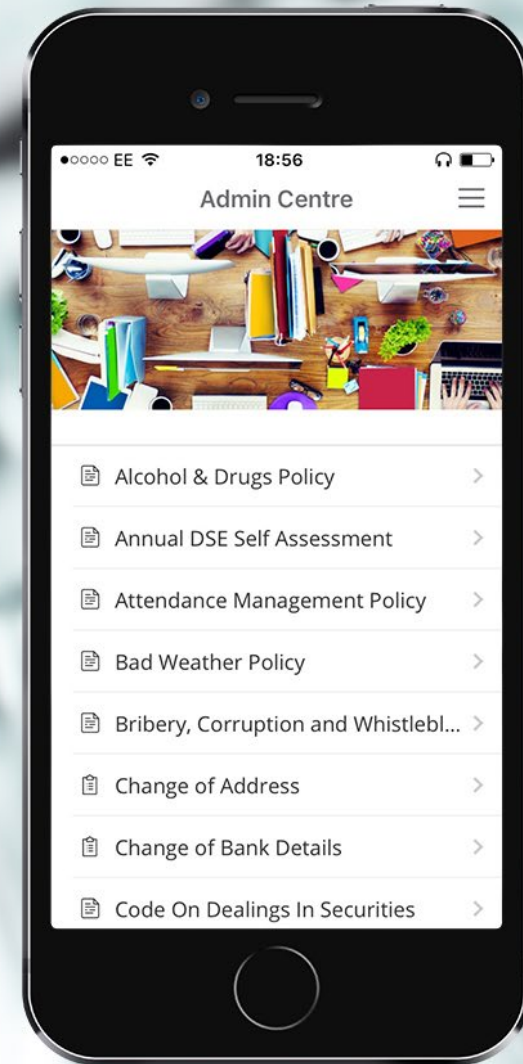 EE 18:56
Admin Centre
Alcohol & Drugs Policy
Annual DSE Self Assessment
Attendance Management Policy
Bad Weather Policy
Bribery, Corruption and Whistlebl...
Change of Address
Change of Bank Details
Code On Dealings In Securities